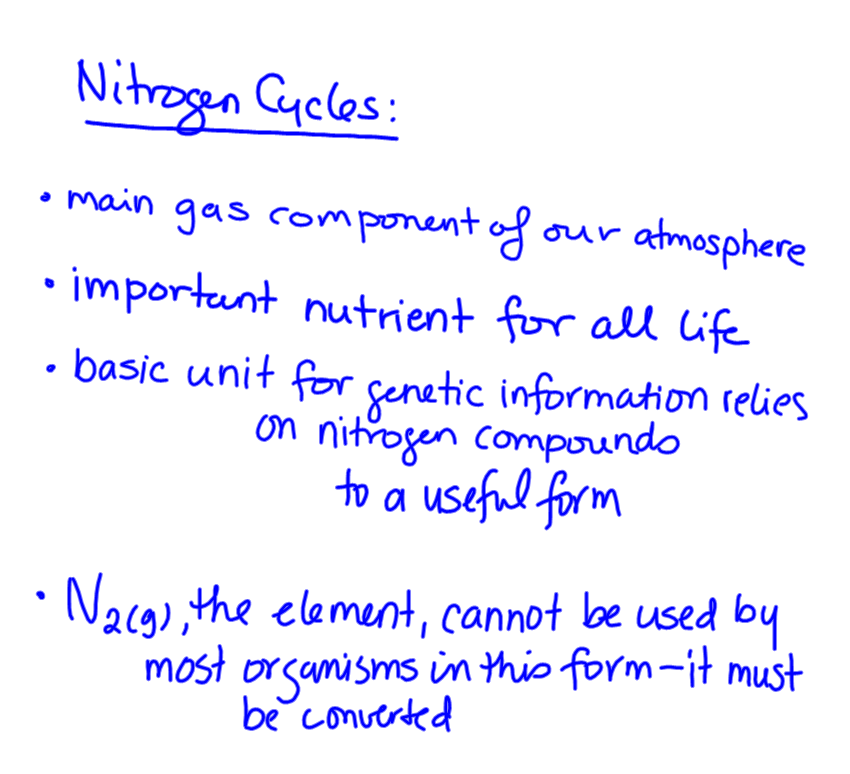 Nitrogen Cycles:
• main gas component of our atmosphere
• important nutrient for all life
• basic unit for genetic information relies
on nitrogen compounds
to a useful form
• N₂(g), the element, cannot be used by
most organisms in this form – it must
be converted